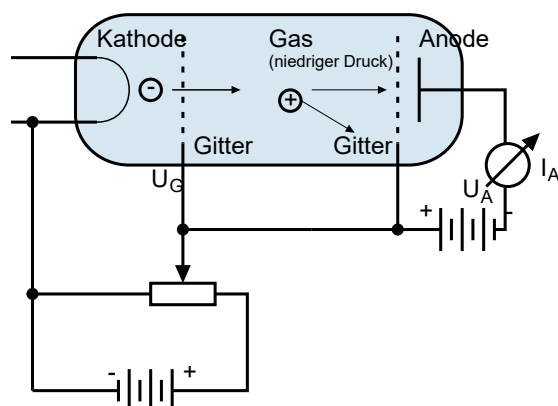 Kathode
Gas
(niedriger Druck)
Anode
-
+
Gitter
Gitter
U_G
U_A
I_A
+
-
-
+